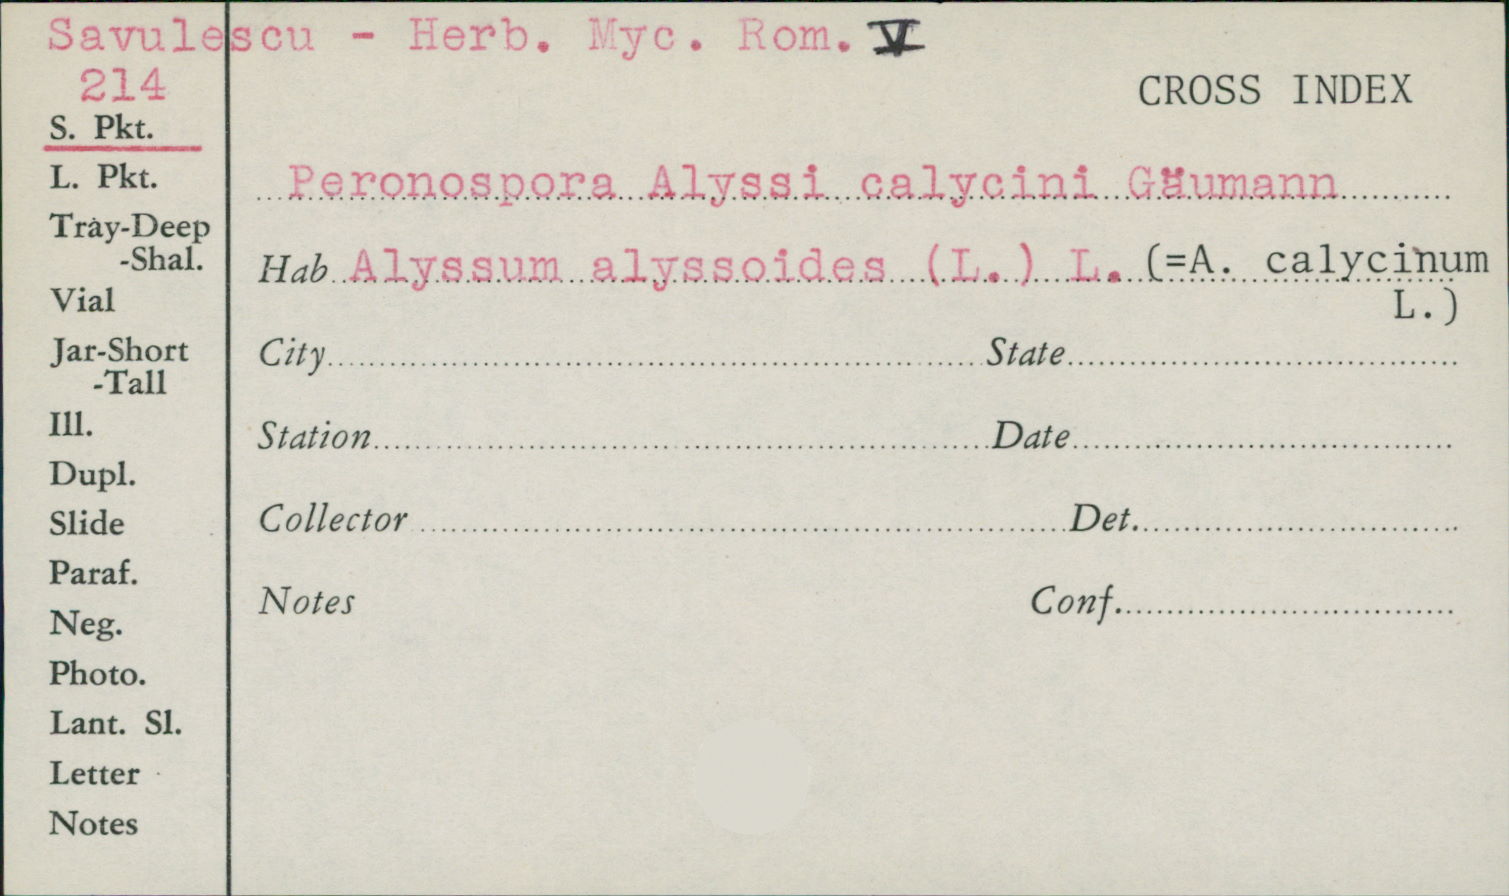 Savulescu - Herb. Myc. Rom. V
214
CROSS INDEX
S. Pkt.
L. Pkt.
Tray-Deep
-Shal.
Vial
Jar-Short
-Tall
Ill.
Dupl.
Slide
Paraf.
Neg.
Photo.
Lant. Sl.
Letter
Notes
Peronospora Alyssi calycini Gäumann
Hab Alyssum alyssoides (L.) L. (=A. calycinum
L.)
City State
Station Date
Collector Det.
Notes Conf.